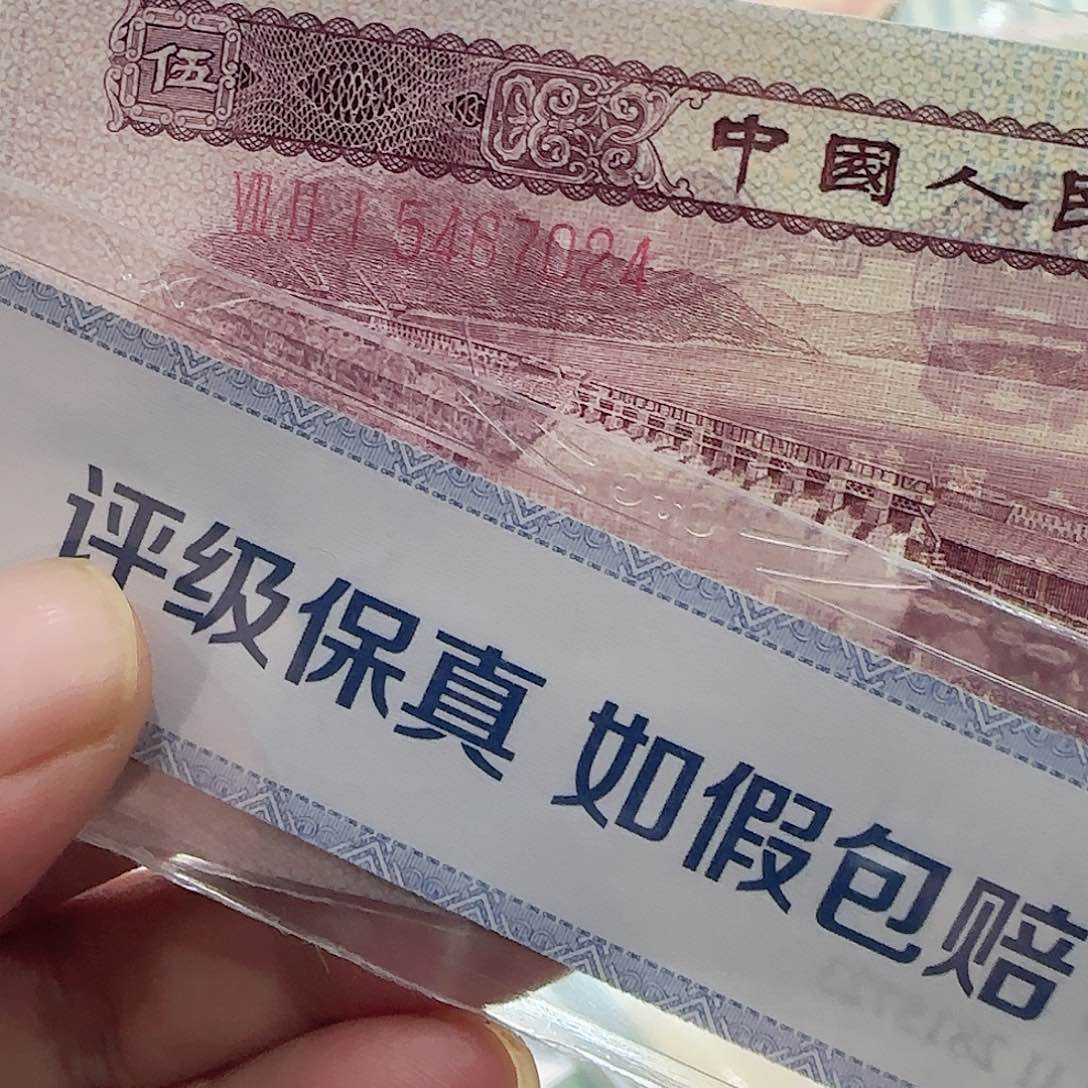 伍
中國人民
5467024
评级保真 如假包赔